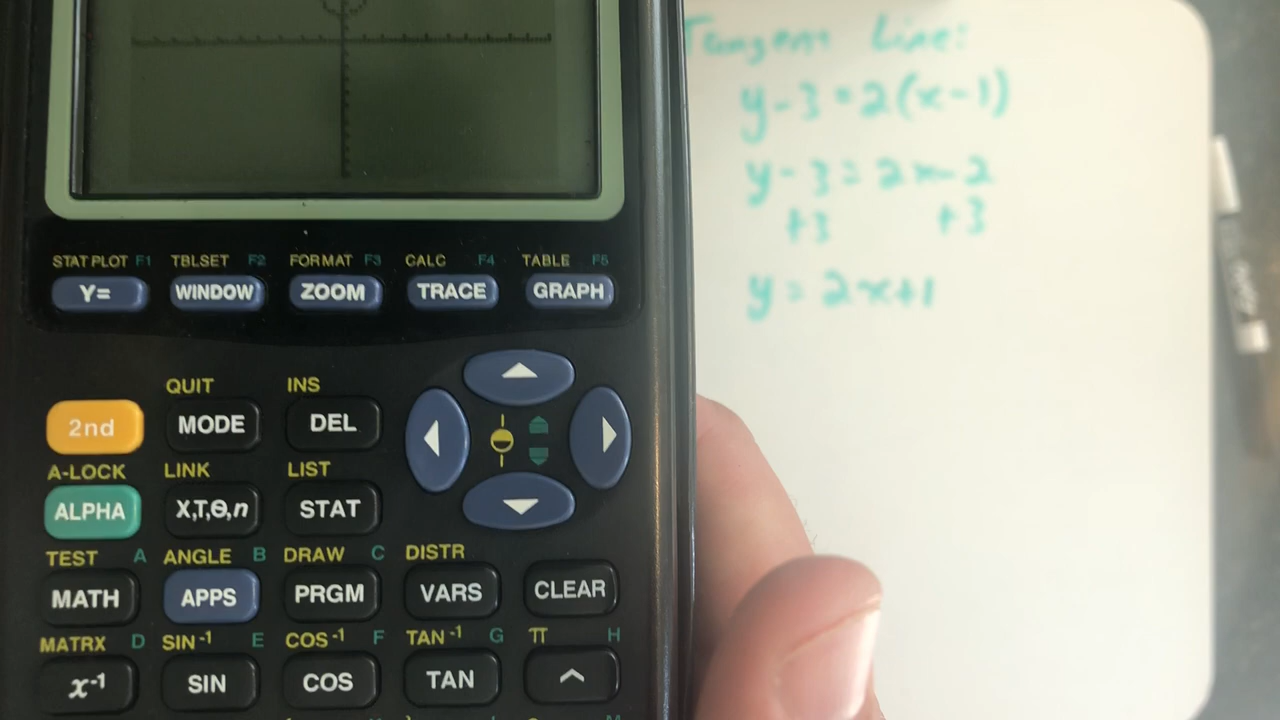 Tangent Line:
y-3=2(x-1)
y-3=2x-2
+3 +3
y=2x+1
STAT PLOT F1 TBLSET F2 FORMAT F3 CALC F4 TABLE F5
Y= WINDOW ZOOM TRACE GRAPH
QUIT INS
2nd MODE DEL
A-LOCK LINK LIST
ALPHA X,T,Θ,n STAT
TEST A ANGLE B DRAW C DISTR
MATH APPS PRGM VARS CLEAR
MATRX D SIN⁻¹ E COS⁻¹ F TAN⁻¹ G π H
x⁻¹ SIN COS TAN ^